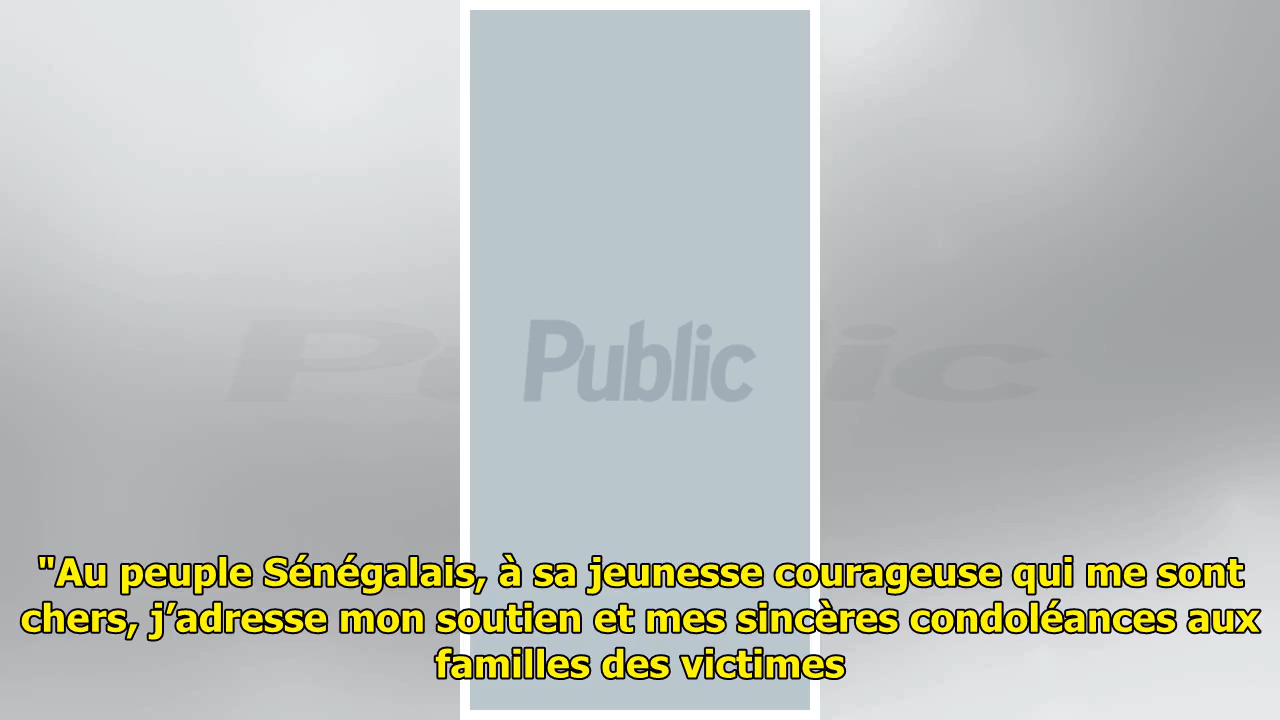 Public
"Au peuple Sénégalais, à sa jeunesse courageuse qui me sont
chers, j’adresse mon soutien et mes sincères condoléances aux
familles des victimes